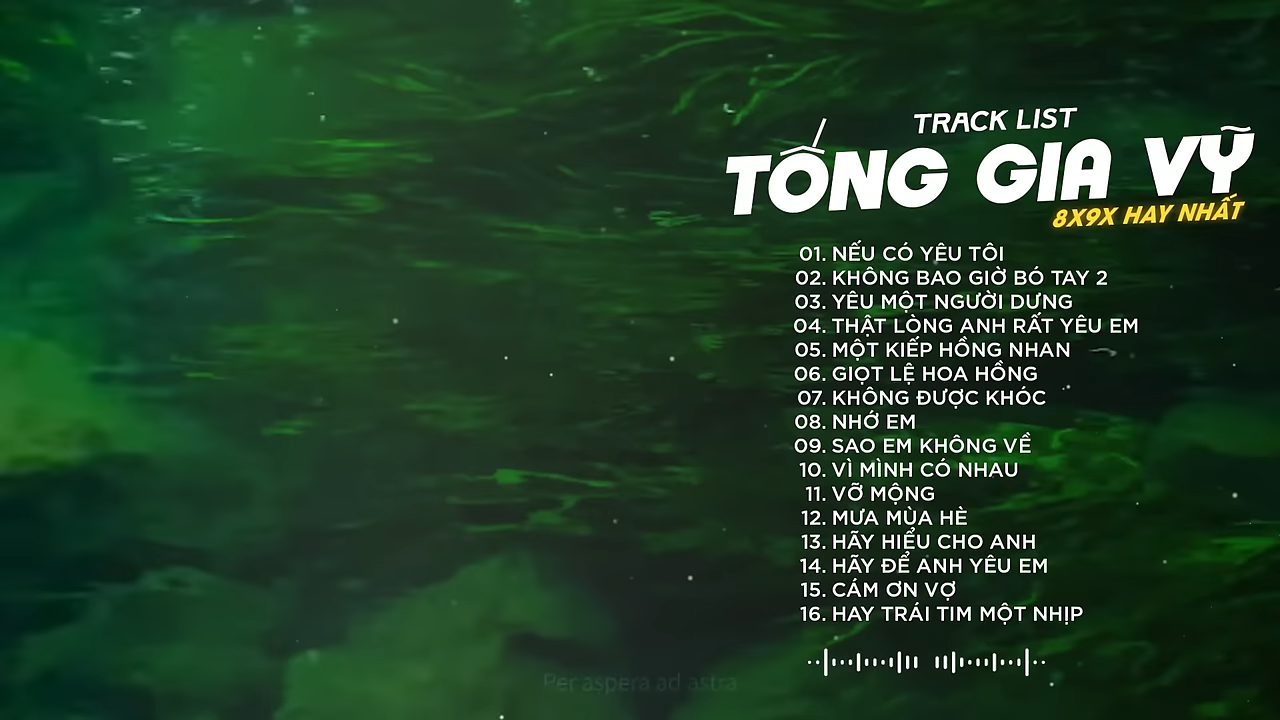 TRACK LIST
TỐNG GIA VỸ
8X9X HAY NHẤT
01. NẾU CÓ YÊU TÔI
02. KHÔNG BAO GIỜ BÓ TAY 2
03. YÊU MỘT NGƯỜI DƯNG
04. THẬT LÒNG ANH RẤT YÊU EM
05. MỘT KIẾP HỒNG NHAN
06. GIỌT LỆ HOA HỒNG
07. KHÔNG ĐƯỢC KHÓC
08. NHỚ EM
09. SAO EM KHÔNG VỀ
10. VÌ MÌNH CÓ NHAU
11. VỠ MỘNG
12. MƯA MÙA HÈ
13. HÃY HIỂU CHO ANH
14. HÃY ĐỂ ANH YÊU EM
15. CÁM ƠN VỢ
16. HAY TRÁI TIM MỘT NHỊP
Per aspera ad astra